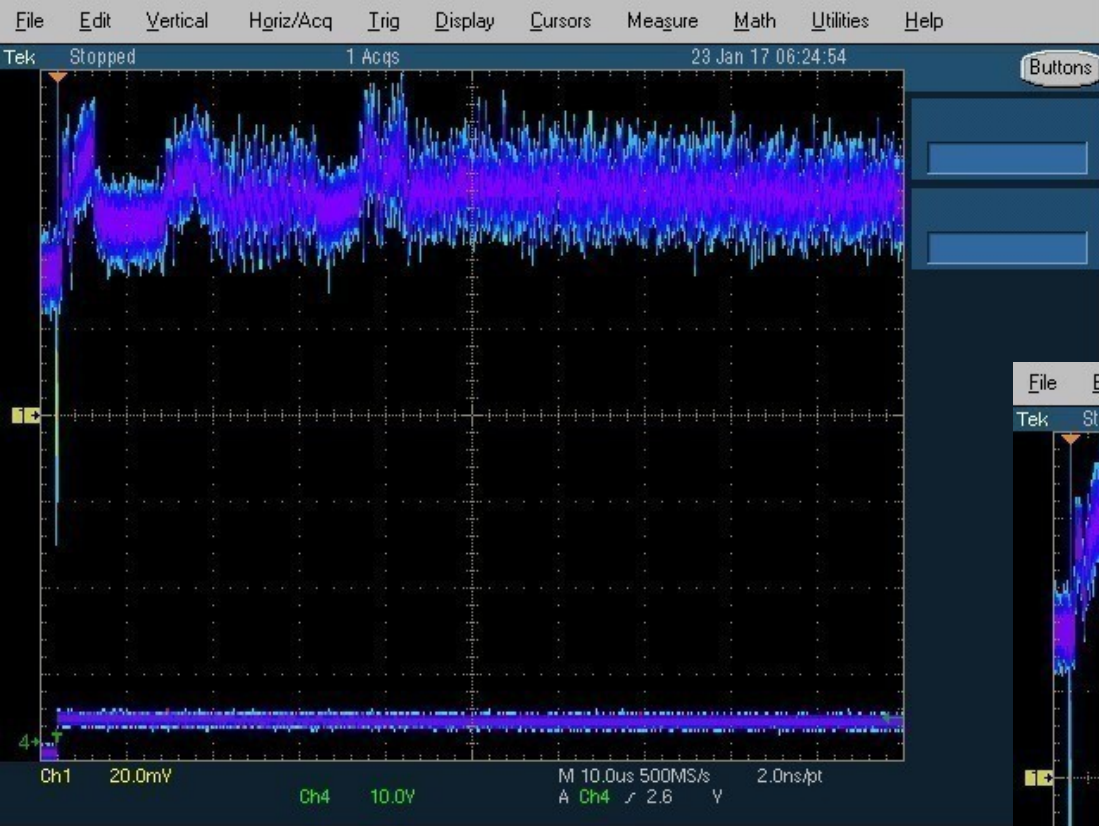 File Edit Vertical Horiz/Acq Trig Display Cursors Measure Math Utilities Help
Tek Stopped 1 Acqs 23 Jan 17 06:24:54
Buttons
1
4
Ch1 20.0mV M 10.0us 500MS/s 2.0ns/pt
Ch4 10.0V A Ch4 2.6 V
File E
Tek St
1